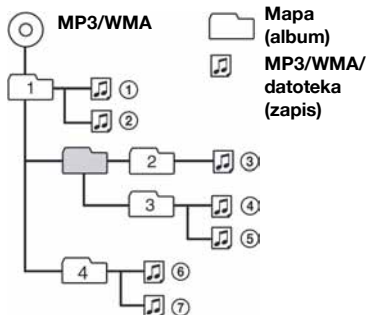 MP3/WMA
Mapa
(album)
MP3/WMA/
datoteka
(zapis)
1
①
②
2
③
3
④
⑤
4
⑥
⑦